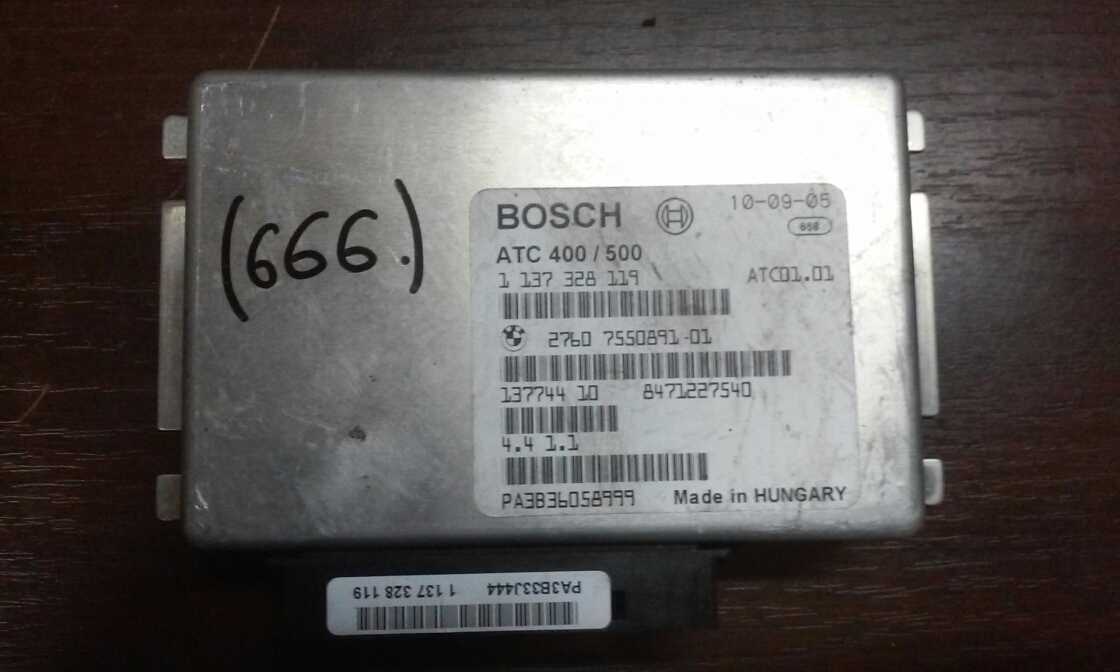 (666.)
BOSCH
10-09-05
668
ATC 400 / 500
1 137 328 119
ATC01.01
2760 7550891-01
137744 10 8471227540
4.4 1.1
PA3B36058999
Made in HUNGARY
PA3B33J444 1 137 328 119